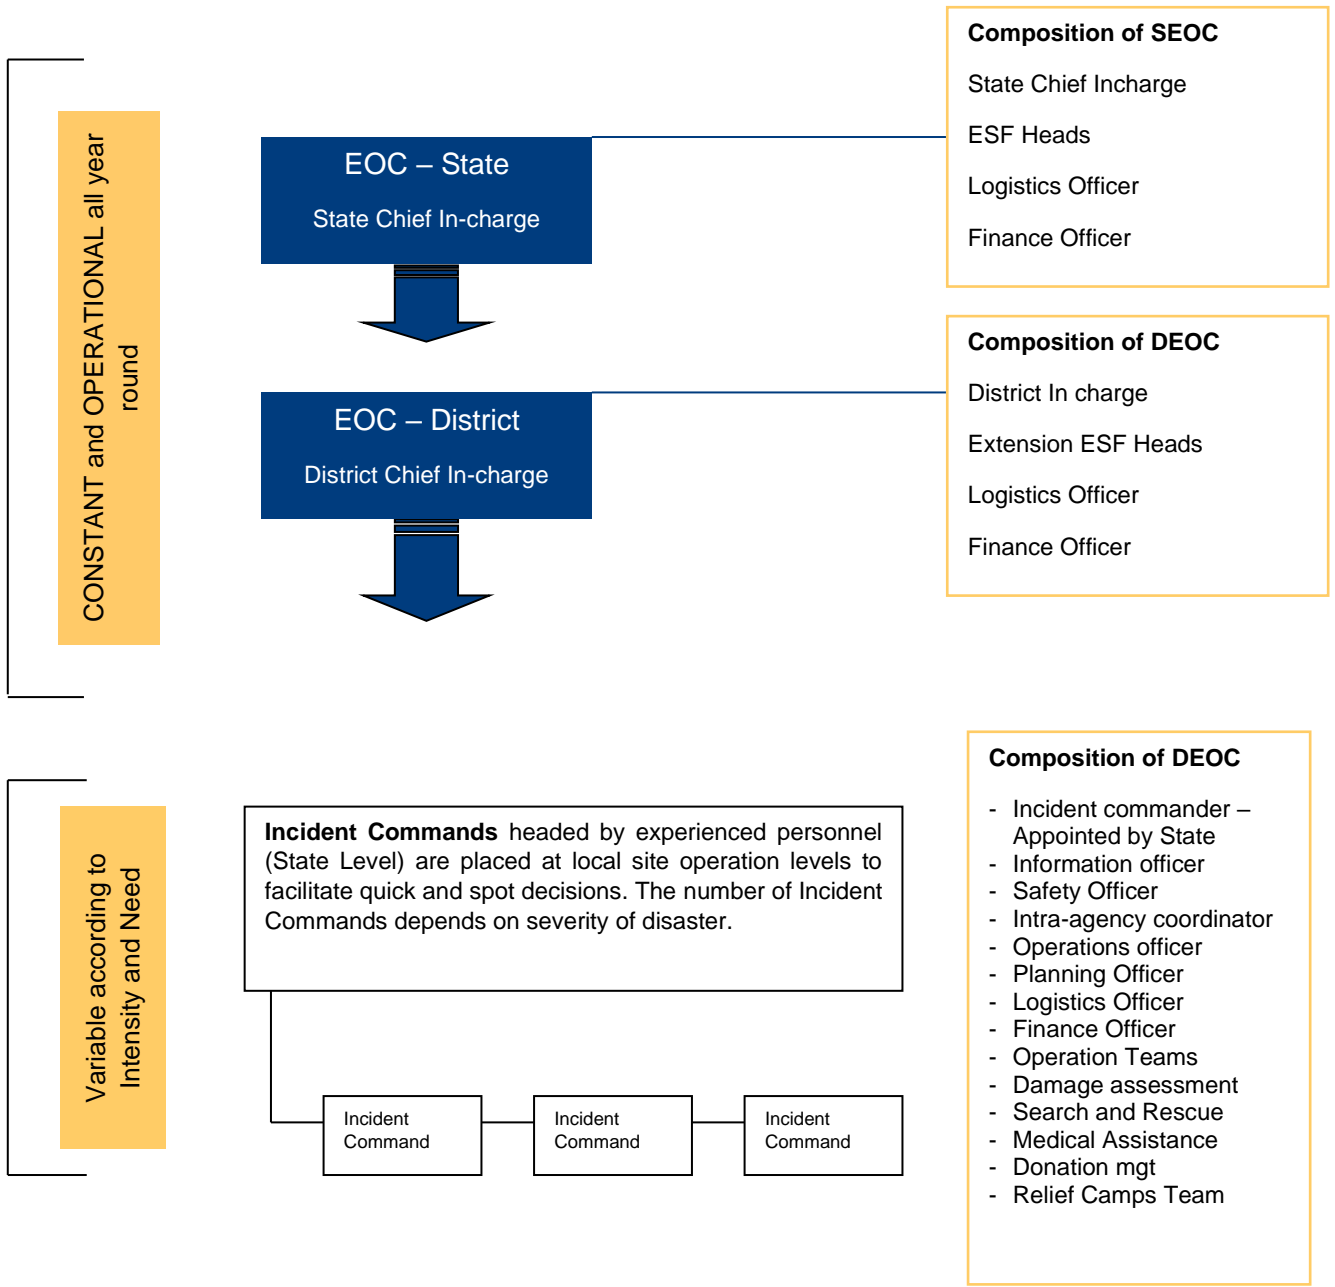 Composition of SEOC
State Chief Incharge
ESF Heads
Logistics Officer
Finance Officer
CONSTANT and OPERATIONAL all year
round
EOC – State
State Chief In-charge
Composition of DEOC
District In charge
Extension ESF Heads
Logistics Officer
Finance Officer
EOC – District
District Chief In-charge
Variable according to
Intensity and Need
Incident Commands headed by experienced personnel
(State Level) are placed at local site operation levels to
facilitate quick and spot decisions. The number of Incident
Commands depends on severity of disaster.
Incident
Command
Incident
Command
Incident
Command
Composition of DEOC
- Incident commander –
Appointed by State
- Information officer
- Safety Officer
- Intra-agency coordinator
- Operations officer
- Planning Officer
- Logistics Officer
- Finance Officer
- Operation Teams
- Damage assessment
- Search and Rescue
- Medical Assistance
- Donation mgt
- Relief Camps Team